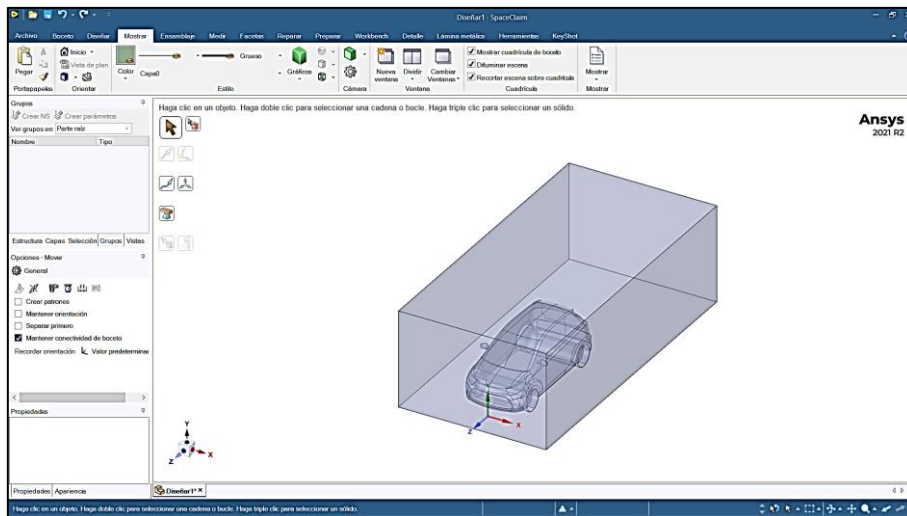 Diseñar1 - SpaceClaim
Archivo Boceto Diseñar Mostrar Ensamblaje Medir Facetas Reparar Preparar Workbench Detalle Lámina metálica Herramientas KeyShot
Pegar
Inicio
Vista de plan
Color
Capa0
Grueso
Gráficos
Nueva ventana
Dividir
Cambiar Ventanas
Mostrar cuadrícula de boceto
Difuminar escena
Recortar escena sobre cuadrícula
Mostrar
Portapapeles Orientar Estilo Cámara Ventana Cuadrícula Mostrar
Grupos
Crear NS Crear parámetros
Ver grupos en: Parte raíz
Nombre Tipo
Haga clic en un objeto. Haga doble clic para seleccionar una cadena o bucle. Haga triple clic para seleccionar un sólido.
Ansys
2021 R2
Estructura Capas Selección Grupos Vistas
Opciones - Mover
General
Crear patrones
Mantener orientación
Separar primero
Mantener conectividad de boceto
Recordar orientación Valor predetermina
Propiedades
Y
Z
X
Z
X
Propiedades Apariencia
Diseñar1*
Haga clic en un objeto. Haga doble clic para seleccionar una cadena o bucle. Haga triple clic para seleccionar un sólido.